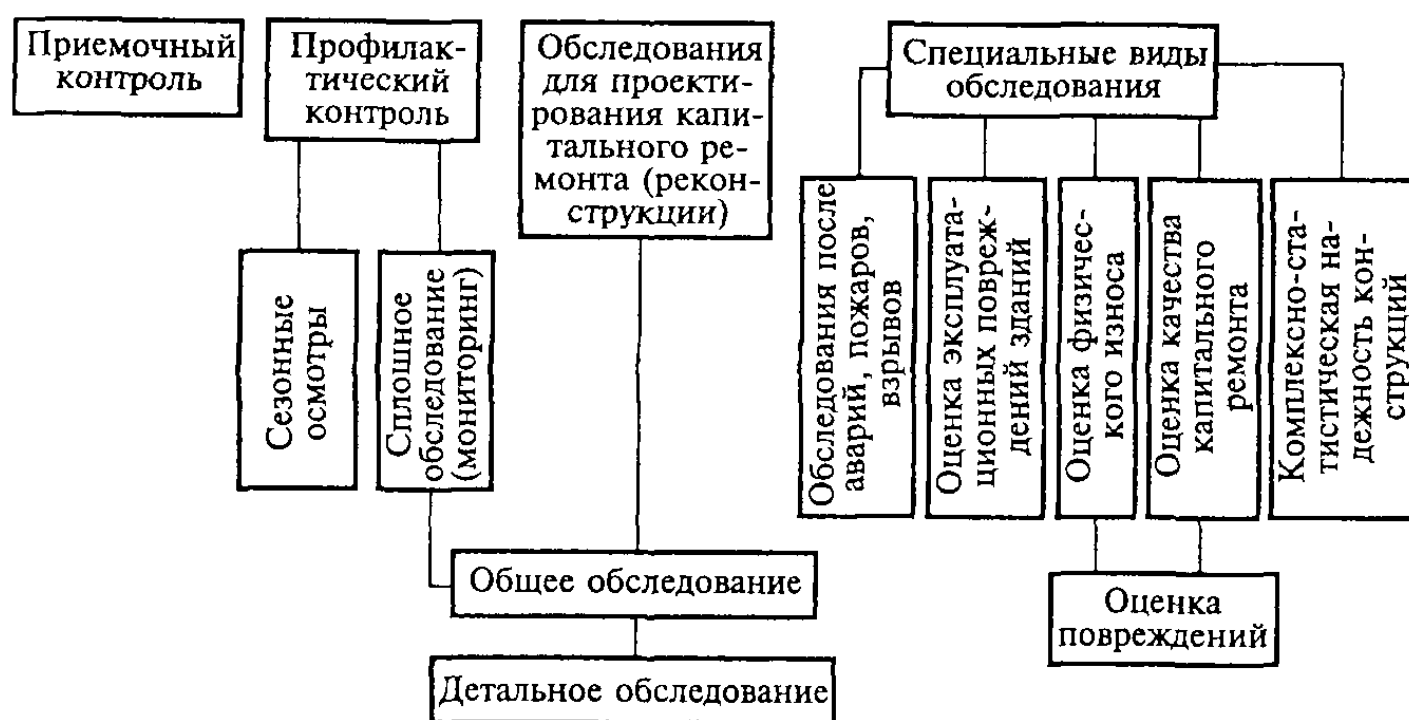 Приемочный
контроль
Профилак-
тический
контроль
Обследования
для проекти-
рования капи-
тального ре-
монта (рекон-
струкции)
Специальные виды
обследования
Сезонные
осмотры
Сплошное
обследование
(мониторинг)
Обследования после
аварий, пожаров,
взрывов
Оценка эксплуата-
ционных повреж-
дений зданий
Оценка физичес-
кого износа
Оценка качества
капитального
ремонта
Комплексно-ста-
тистическая на-
дежность кон-
струкций
Общее обследование
Оценка
повреждений
Детальное обследование